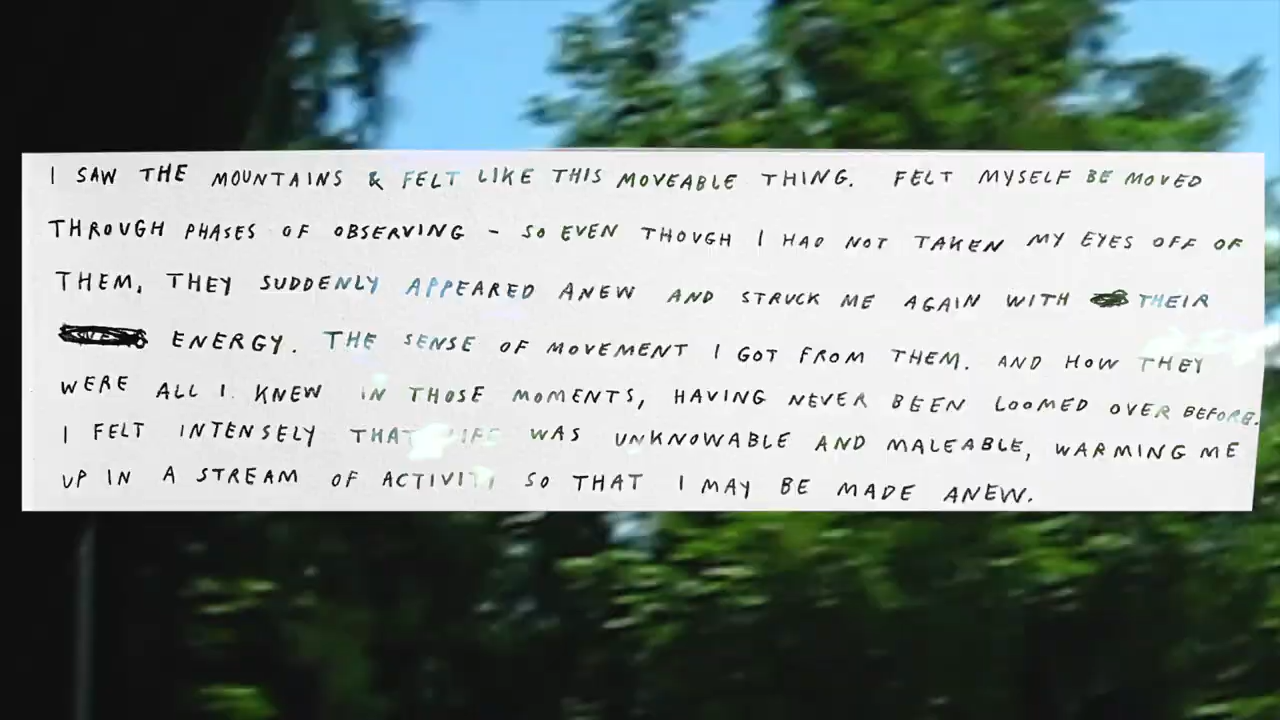 I SAW THE MOUNTAINS & FELT LIKE THIS MOVEABLE THING. FELT MYSELF BE MOVED
THROUGH PHASES OF OBSERVING - SO EVEN THOUGH I HAD NOT TAKEN MY EYES OFF OF
THEM, THEY SUDDENLY APPEARED ANEW AND STRUCK ME AGAIN WITH THEIR
ENERGY. THE SENSE OF MOVEMENT I GOT FROM THEM. AND HOW THEY
WERE ALL I KNEW IN THOSE MOMENTS, HAVING NEVER BEEN LOOMED OVER BEFORE.
I FELT INTENSELY THAT LIFE WAS UNKNOWABLE AND MALEABLE, WARMING ME
UP IN A STREAM OF ACTIVITY SO THAT I MAY BE MADE ANEW.